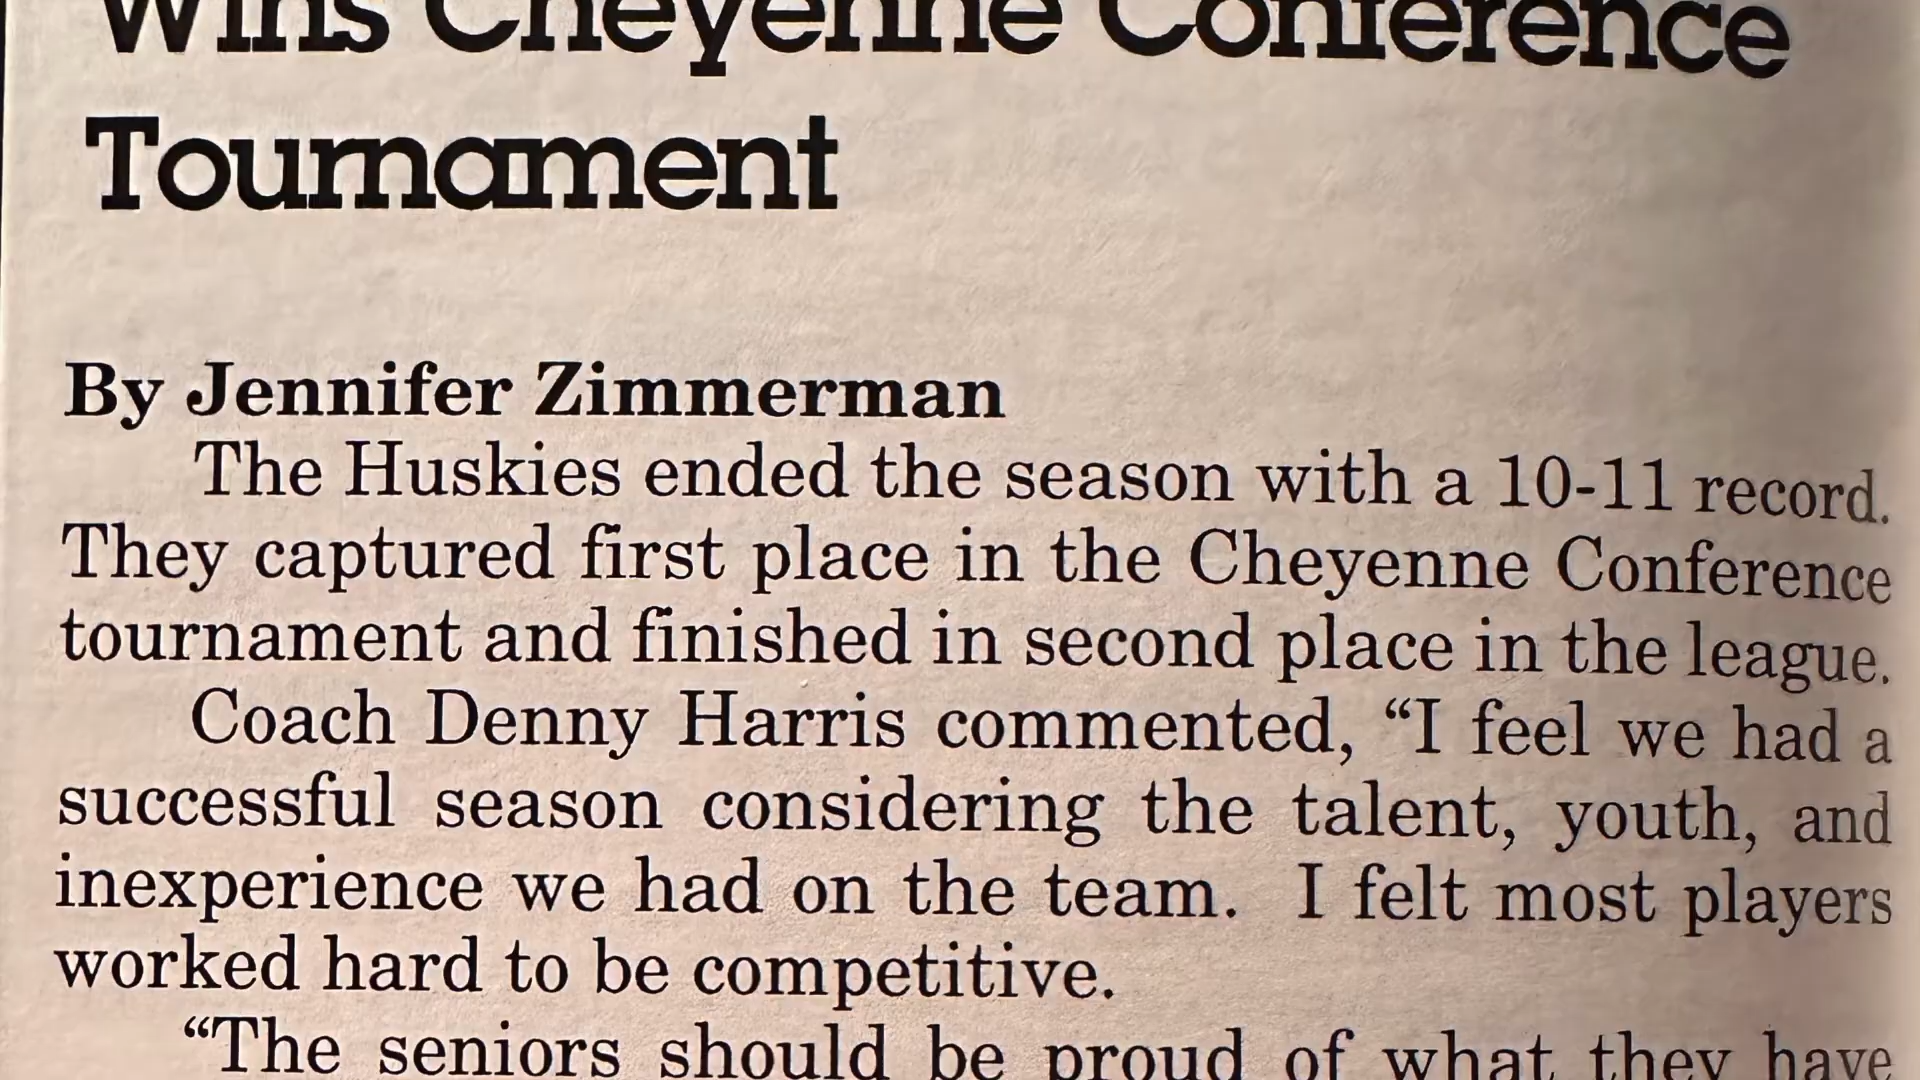 Wins Cheyenne Conference
Tournament
By Jennifer Zimmerman
The Huskies ended the season with a 10-11 record.
They captured first place in the Cheyenne Conference
tournament and finished in second place in the league.
Coach Denny Harris commented, “I feel we had a
successful season considering the talent, youth, and
inexperience we had on the team. I felt most players
worked hard to be competitive.
“The seniors should be proud of what they have